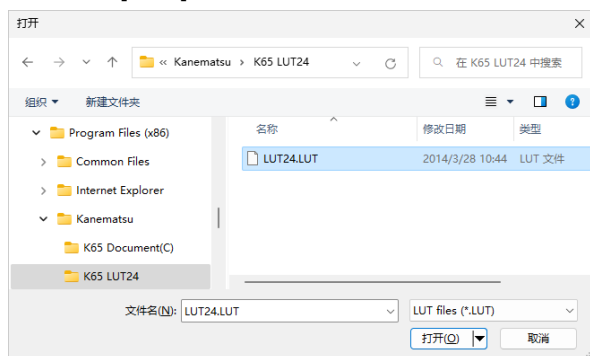 打开
« Kanematsu › K65 LUT24
在 K65 LUT24 中搜索
组织 新建文件夹
Program Files (x86)
Common Files
Internet Explorer
Kanematsu
K65 Document(C)
K65 LUT24
名称 修改日期 类型
LUT24.LUT 2014/3/28 10:44 LUT 文件
文件名(N): LUT24.LUT LUT files (*.LUT)
打开(O) 取消